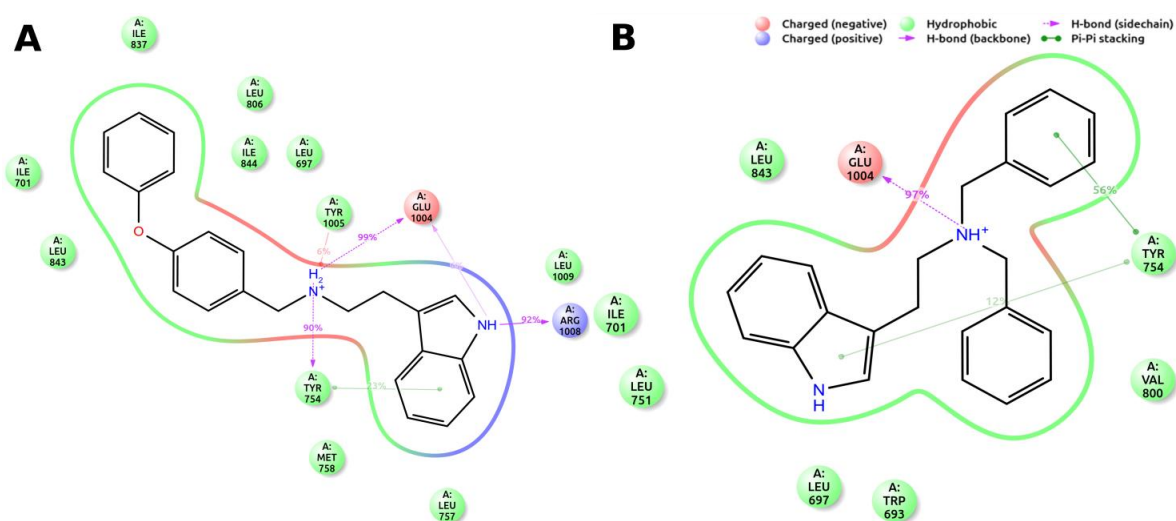 A
A:
ILE
837
A:
LEU
806
A:
ILE
844
A:
LEU
697
A:
ILE
701
A:
TYR
1005
A:
GLU
1004
6%
99%
A:
LEU
843
O
H2
N+
A:
LEU
1009
NH
92%
A:
ARG
1008
A:
ILE
701
90%
A:
TYR
754
23%
A:
LEU
751
A:
MET
758
A:
LEU
757
B
Charged (negative)
Hydrophobic
H-bond (sidechain)
Charged (positive)
H-bond (backbone)
Pi-Pi stacking
A:
LEU
843
A:
GLU
1004
97%
56%
NH+
A:
TYR
754
12%
N
H
A:
VAL
800
A:
LEU
697
A:
TRP
693